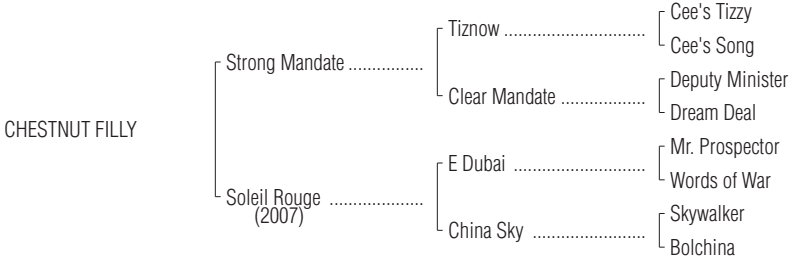 Cee's Tizzy
Tiznow ..............................
Cee's Song
Strong Mandate ................
Deputy Minister
Clear Mandate ..................
Dream Deal
CHESTNUT FILLY
Mr. Prospector
E Dubai ............................
Words of War
Soleil Rouge ....................
(2007)
Skywalker
China Sky ........................
Bolchina